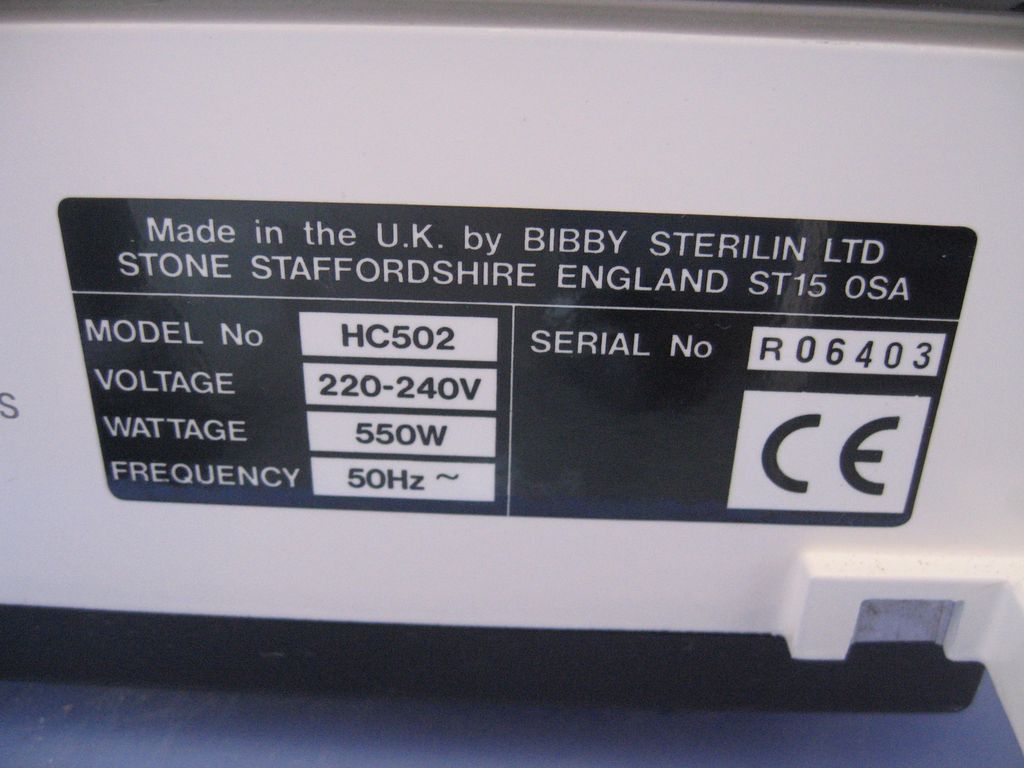 Made in the U.K. by BIBBY STERILIN LTD
STONE STAFFORDSHIRE ENGLAND ST15 OSA
MODEL No HC502
VOLTAGE 220-240V
WATTAGE 550W
FREQUENCY 50Hz ~
SERIAL No R06403
CE
S